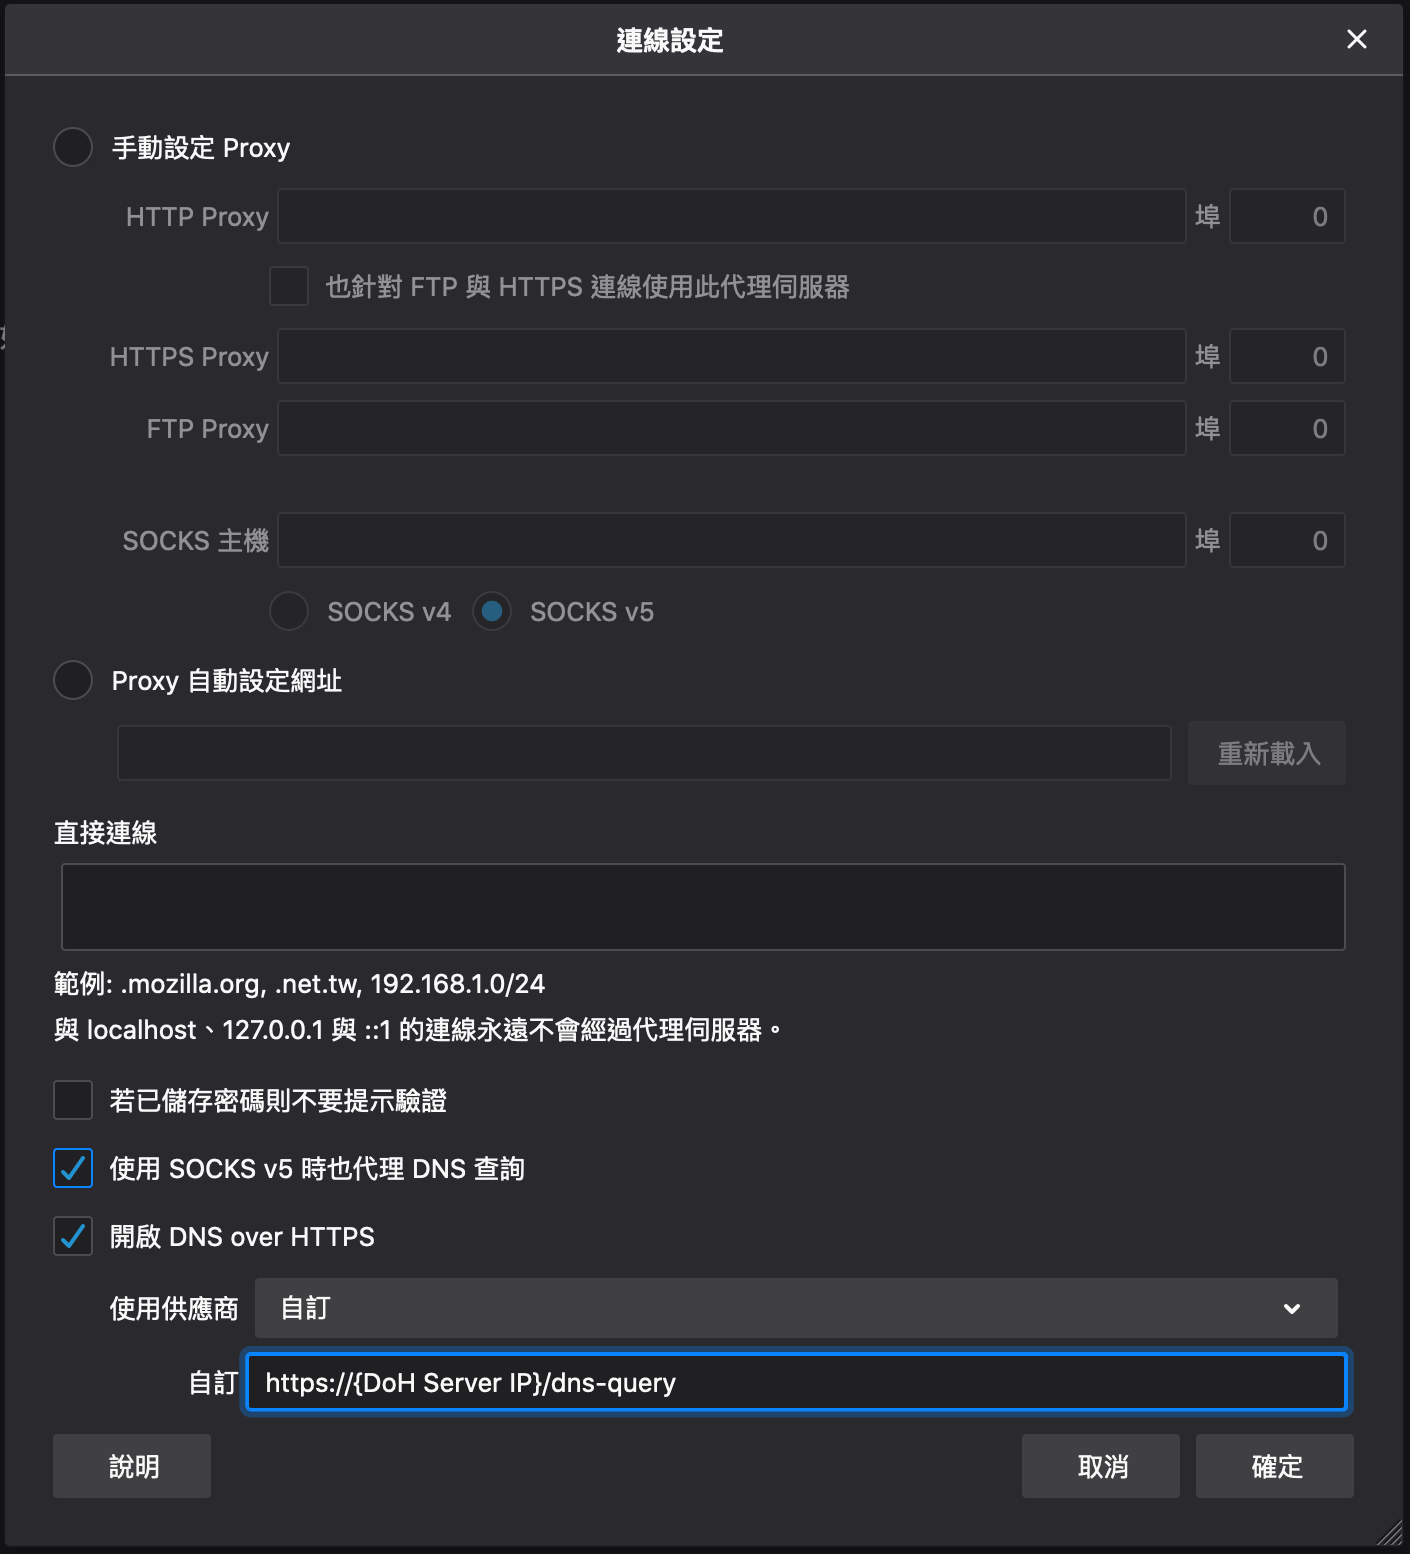 連線設定
手動設定 Proxy
HTTP Proxy 埠 0
也針對 FTP 與 HTTPS 連線使用此代理伺服器
HTTPS Proxy 埠 0
FTP Proxy 埠 0
SOCKS 主機 埠 0
SOCKS v4 SOCKS v5
Proxy 自動設定網址
重新載入
直接連線
範例: .mozilla.org, .net.tw, 192.168.1.0/24
與 localhost、127.0.0.1 與 ::1 的連線永遠不會經過代理伺服器。
若已儲存密碼則不要提示驗證
使用 SOCKS v5 時也代理 DNS 查詢
開啟 DNS over HTTPS
使用供應商 自訂
自訂 https://{DoH Server IP}/dns-query
說明 取消 確定